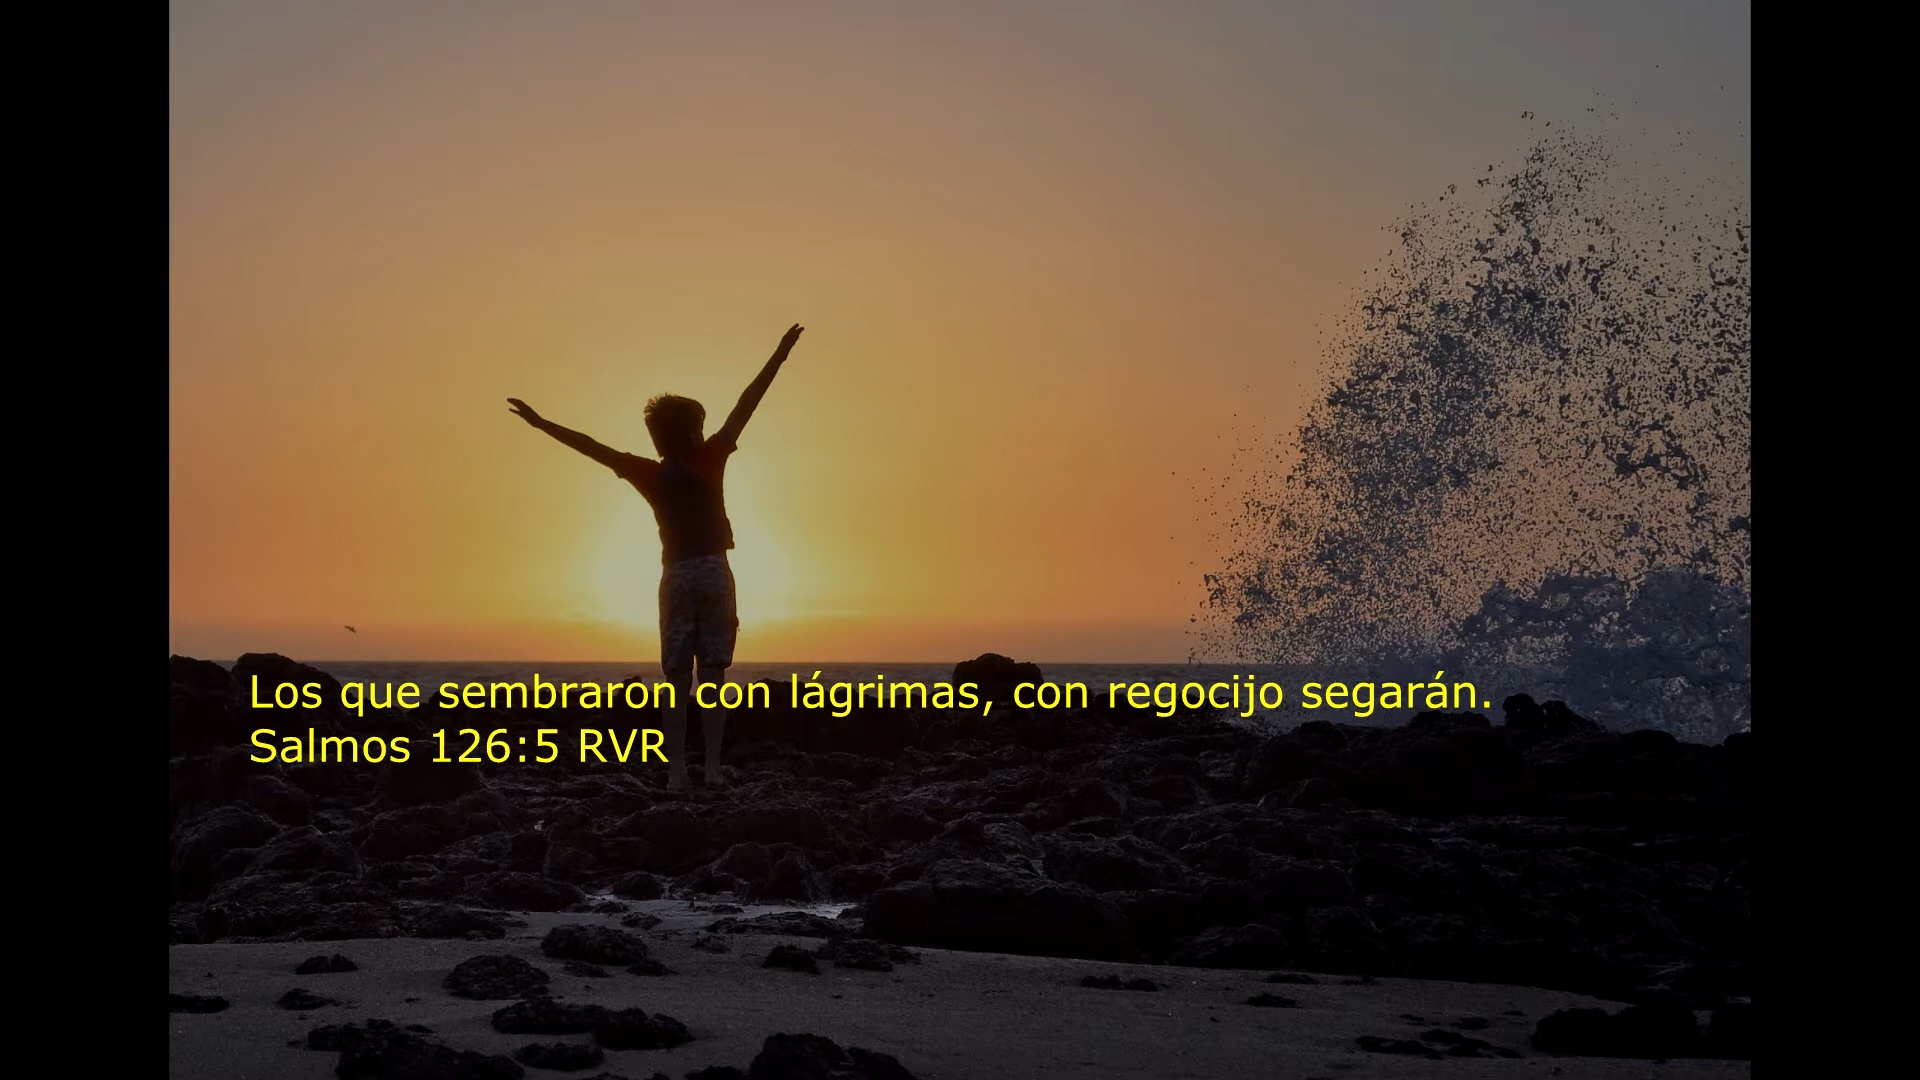 Los que sembraron con lágrimas, con regocijo segarán.
Salmos 126:5 RVR